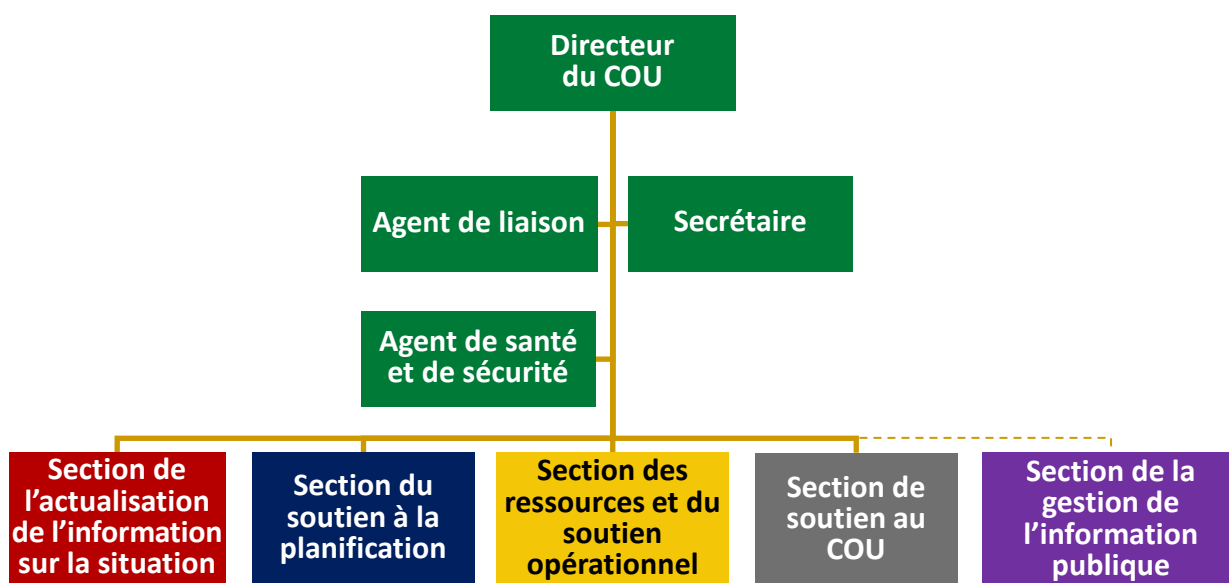 Directeur
du COU
Agent de liaison
Secrétaire
Agent de santé
et de sécurité
Section de
l’actualisation
de l’information
sur la situation
Section du
soutien à la
planification
Section des
ressources et du
soutien
opérationnel
Section de
soutien au
COU
Section de la
gestion de
l’information
publique